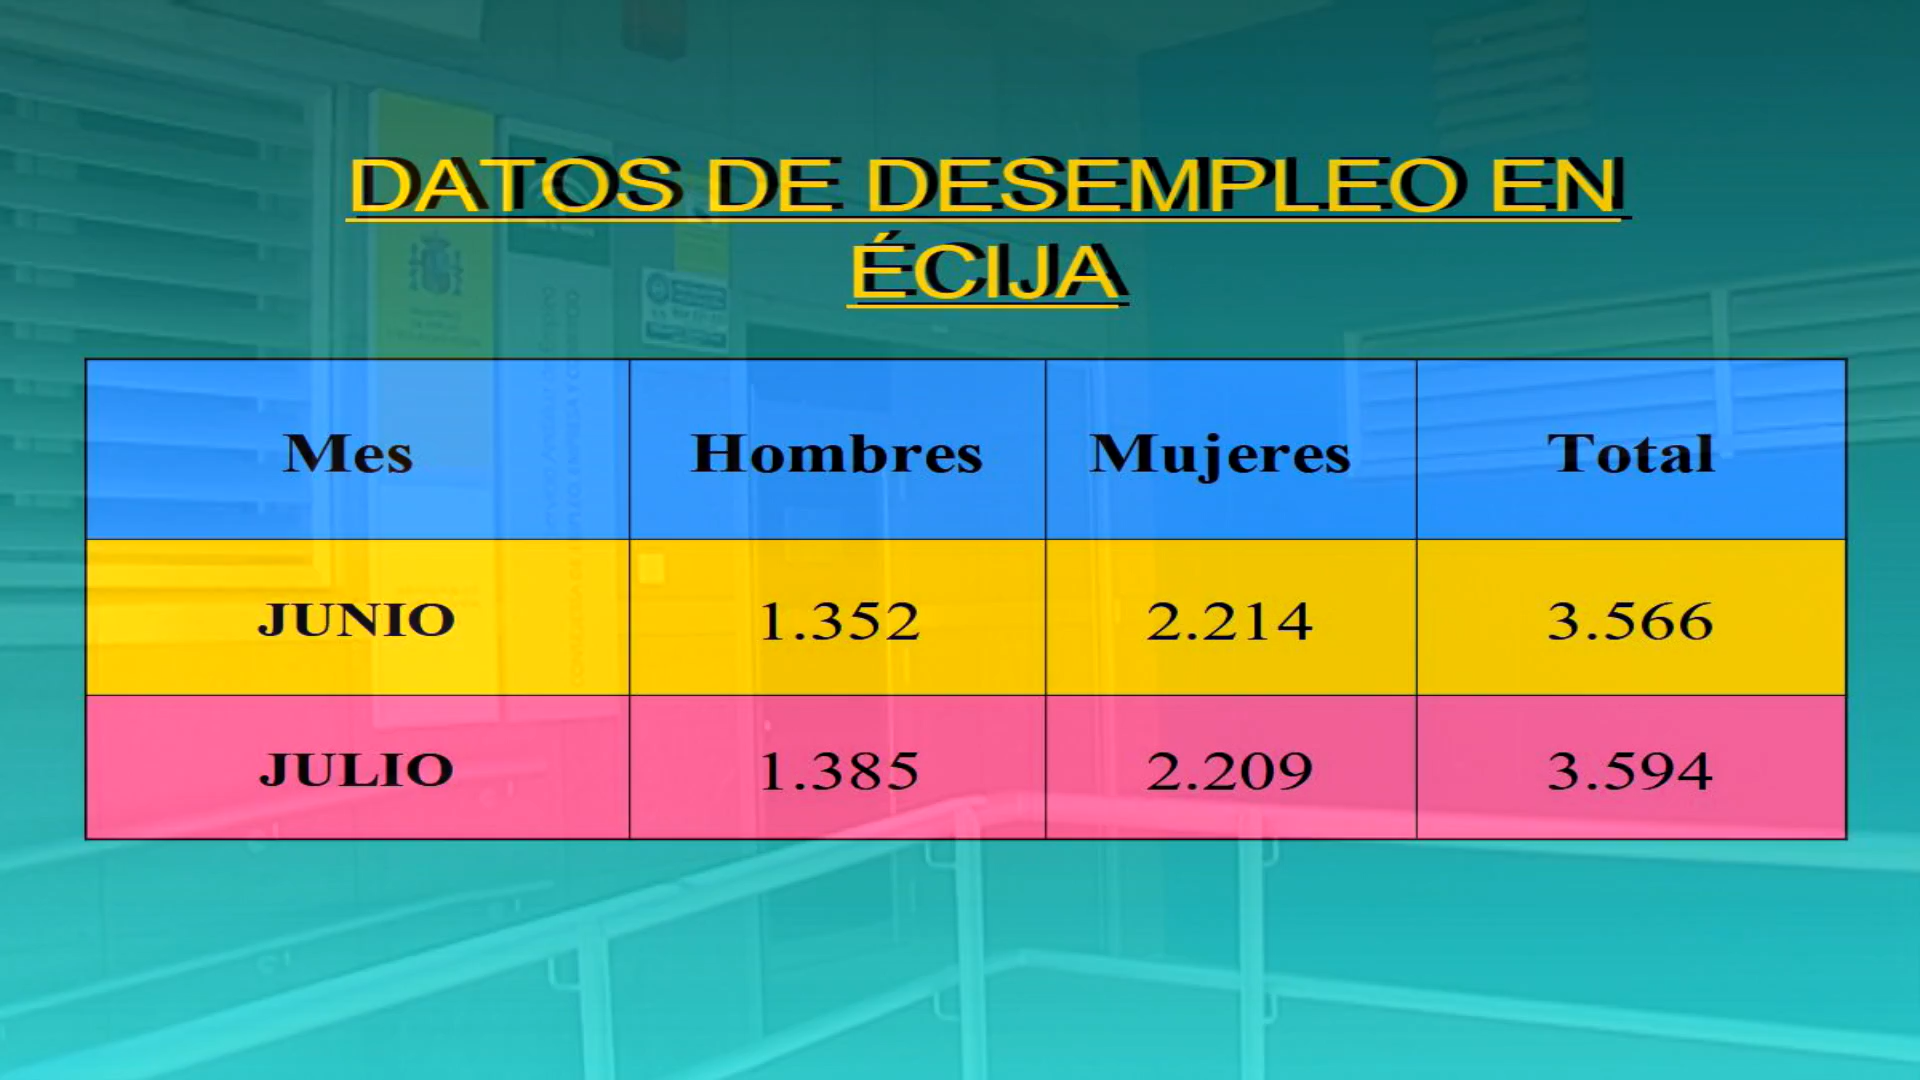 DATOS DE DESEMPLEO EN
ÉCIJA
Mes Hombres Mujeres Total
JUNIO 1.352 2.214 3.566
JULIO 1.385 2.209 3.594